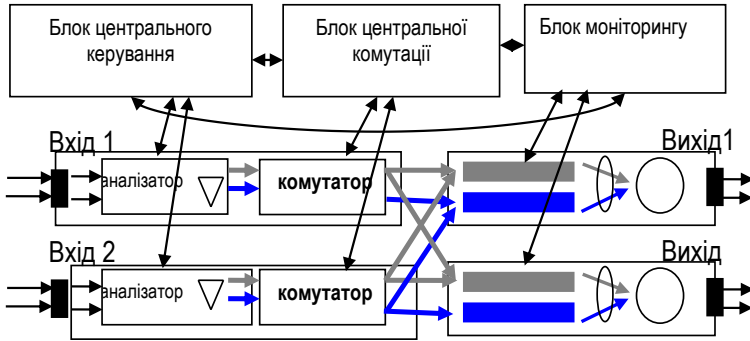 Блок центрального
керування
Блок центральної
комутації
Блок моніторингу
Вхід 1
Вихід1
аналізатор
комутатор
Вхід 2
Вихід
аналізатор
комутатор